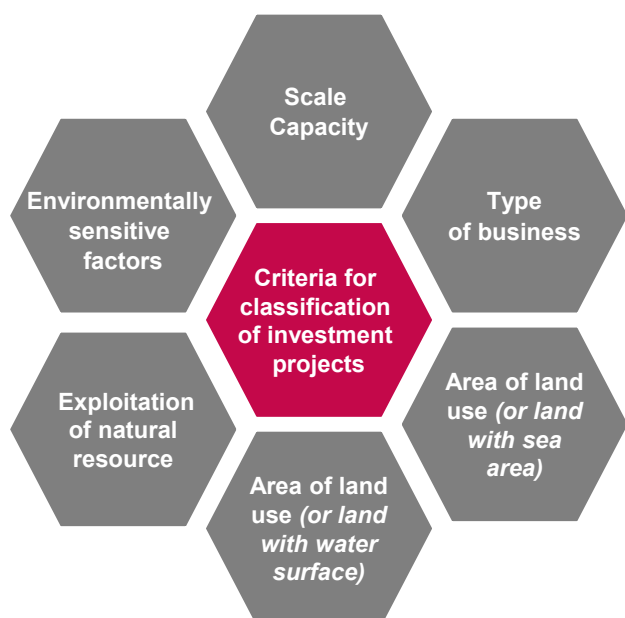 Scale
Capacity
Environmentally
sensitive
factors
Type
of business
Criteria for
classification
of investment
projects
Exploitation
of natural
resource
Area of land
use (or land
with sea
area)
Area of land
use (or land
with water
surface)